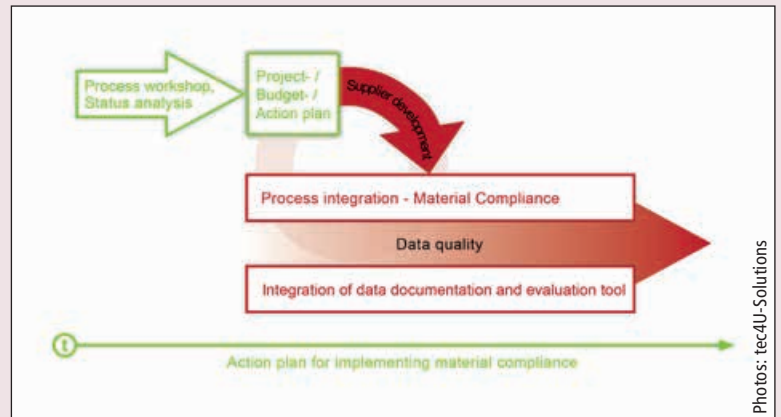 Process workshop,
Status analysis
Project- /
Budget- /
Action plan
Supplier development
Process integration - Material Compliance
Data quality
Integration of data documentation and evaluation tool
t
Action plan for implementing material compliance
Photos: tec4U-Solutions